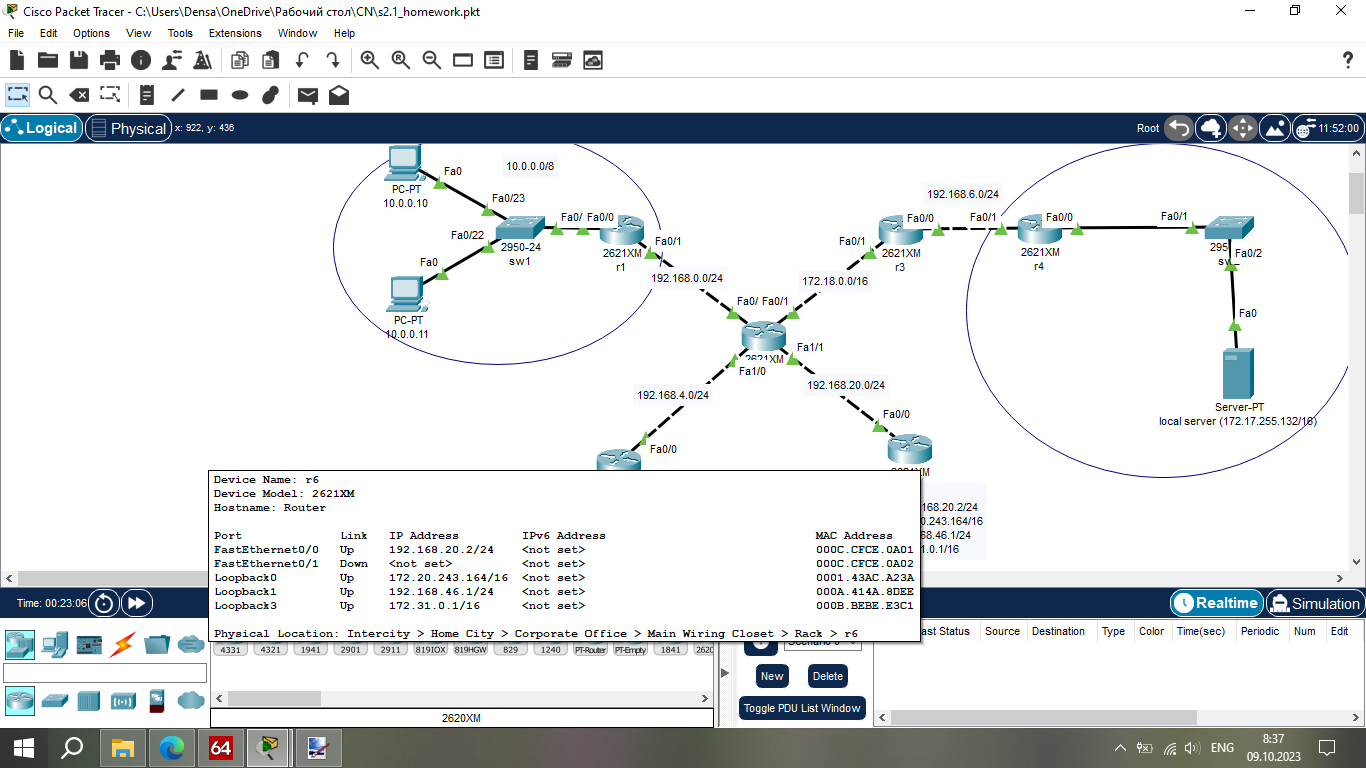 Cisco Packet Tracer - C:\Users\Densa\OneDrive\Рабочий стол\CN\s2.1_homework.pkt
File Edit Options View Tools Extensions Window Help
?
Logical Physical x: 922, y: 436 Root 11:52:00
10.0.0.0/8
Fa0
PC-PT
10.0.0.10
Fa0/23
192.168.6.0/24
Fa0/ Fa0/0
Fa0/0 Fa0/1 Fa0/0 Fa0/1
Fa0/22
2950-24
sw1
Fa0/1
2621XM
r1
Fa0/1
2621XM
r3
2621XM
r4
295
sw
Fa0/2
Fa0
192.168.0.0/24
172.18.0.0/16
PC-PT
10.0.0.11
Fa0/ Fa0/1
Fa0
2621XM
Fa1/1
Fa1/0
192.168.4.0/24
192.168.20.0/24
Server-PT
local server (172.17.255.132/16)
Fa0/0
Fa0/0
Device Name: r6
Device Model: 2621XM
Hostname: Router
Port Link IP Address IPv6 Address MAC Address
FastEthernet0/0 Up 192.168.20.2/24 <not set> 000C.CFCE.0A01
FastEthernet0/1 Down <not set> <not set> 000C.CFCE.0A02
Loopback0 Up 172.20.243.164/16 <not set> 0001.43AC.A23A
Loopback1 Up 192.168.46.1/24 <not set> 000A.414A.8DEE
Loopback3 Up 172.31.0.1/16 <not set> 000B.BEBE.E3C1
Physical Location: Intercity > Home City > Corporate Office > Main Wiring Closet > Rack > r6
68.20.2/24
0.243.164/16
68.46.1/24
1.0.1/16
Time: 00:23:06 Realtime Simulation
ast Status Source Destination Type Color Time(sec) Periodic Num Edit
4331 4321 1941 2901 2911 819IOX 819HGW 829 1240 PT-Router PT-Empty 1841 2620
New Delete
Toggle PDU List Window
2620XM
64 ENG 8:37
09.10.2023